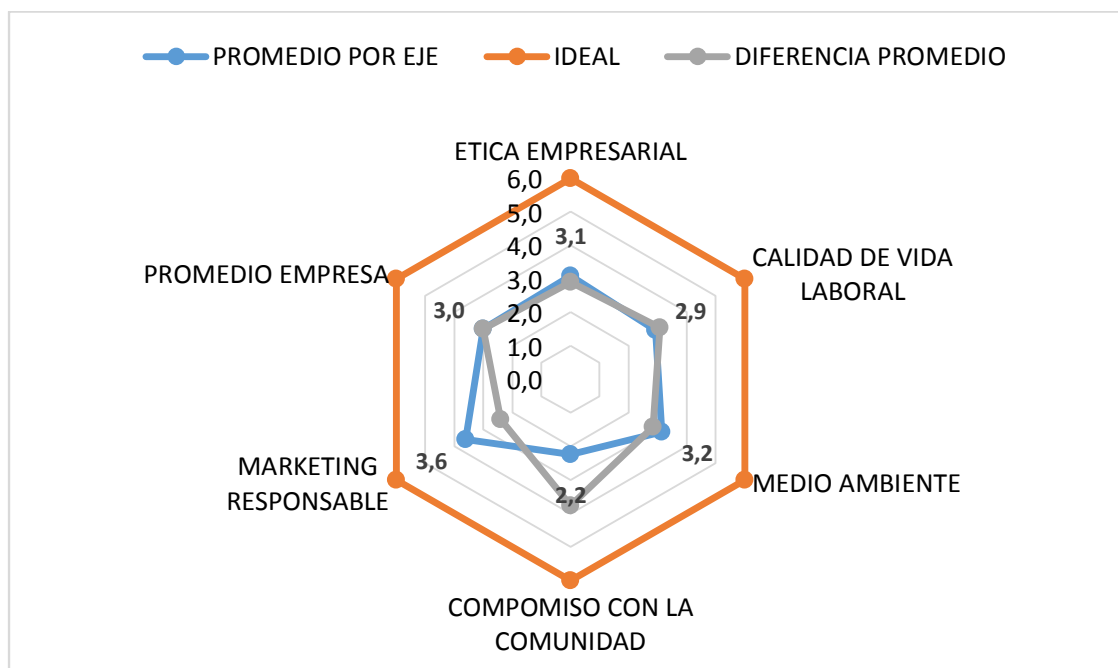 PROMEDIO POR EJE IDEAL DIFERENCIA PROMEDIO
ETICA EMPRESARIAL
6,0
5,0
4,0
3,0
2,0
1,0
0,0
3,1
CALIDAD DE VIDA
LABORAL
2,9
MEDIO AMBIENTE
3,2
COMPOMISO CON LA
COMUNIDAD
2,2
MARKETING
RESPONSABLE
3,6
PROMEDIO EMPRESA
3,0